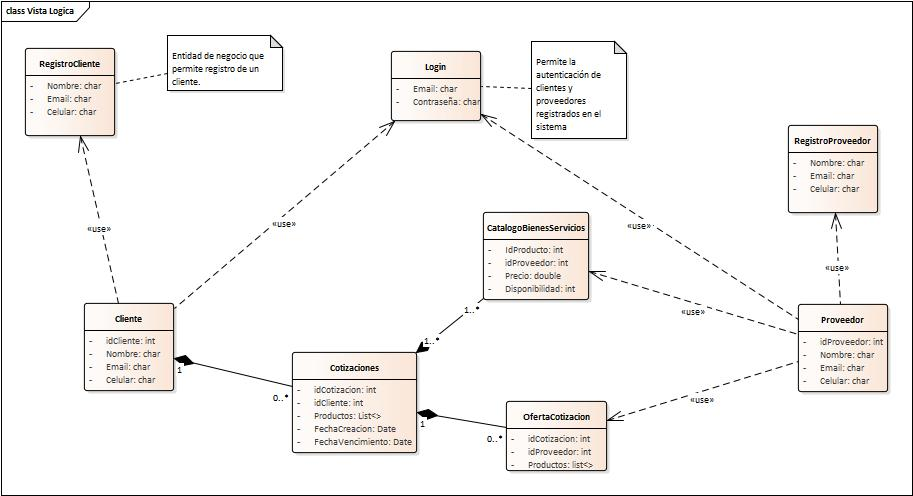 class Vista Logica
RegistroCliente
- Nombre: char
- Email: char
- Celular: char
Entidad de negocio que
permite registro de un
cliente.
Login
- Email: char
- Contraseña: char
Permite la
autenticación de
clientes y
proveedores
registrados en el
sistema
RegistroProveedor
- Nombre: char
- Email: char
- Celular: char
«use»
«use»
«use»
«use»
«use»
«use»
CatalogoBienesServicios
- IdProducto: int
- idProveedor: int
- Precio: double
- Disponibilidad: int
Cliente
- idCliente: int
- Nombre: char
- Email: char
- Celular: char
Proveedor
- idProveedor: int
- Nombre: char
- Email: char
- Celular: char
1..*
1..*
1
0..*
Cotizaciones
- idCotizacion: int
- idCliente: int
- Productos: List<>
- FechaCreacion: Date
- FechaVencimiento: Date
1
0..*
OfertaCotizacion
- idCotizacion: int
- idProveedor: int
- Productos: list<>